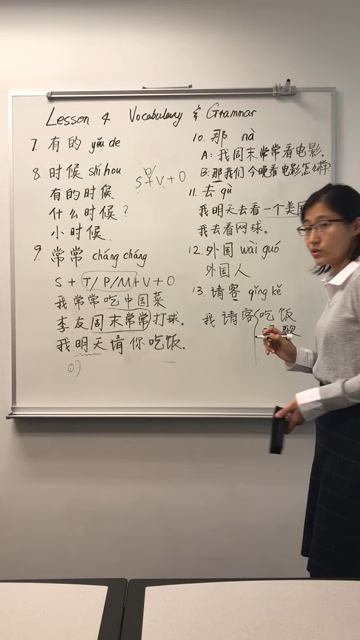 Lesson 4 Vocabulary & Grammar
7. 有的 yǒu de
8. 时候 shí hou
有的时候
什么时候?
小时候
S+V+O
9. 常常 cháng cháng
S + T/P/M + V + O
我常常吃中国菜
李友周末常常打球.
我明天请你吃饭.
10. 那 nà
A: 我周末常常看电影.
B: 那我们今晚看电影怎么样?
11. 去 qù
我明天去看一个美国
我去看网球.
12. 外国 wài guó
外国人
13. 请客 qǐng kè
我请客吃饭